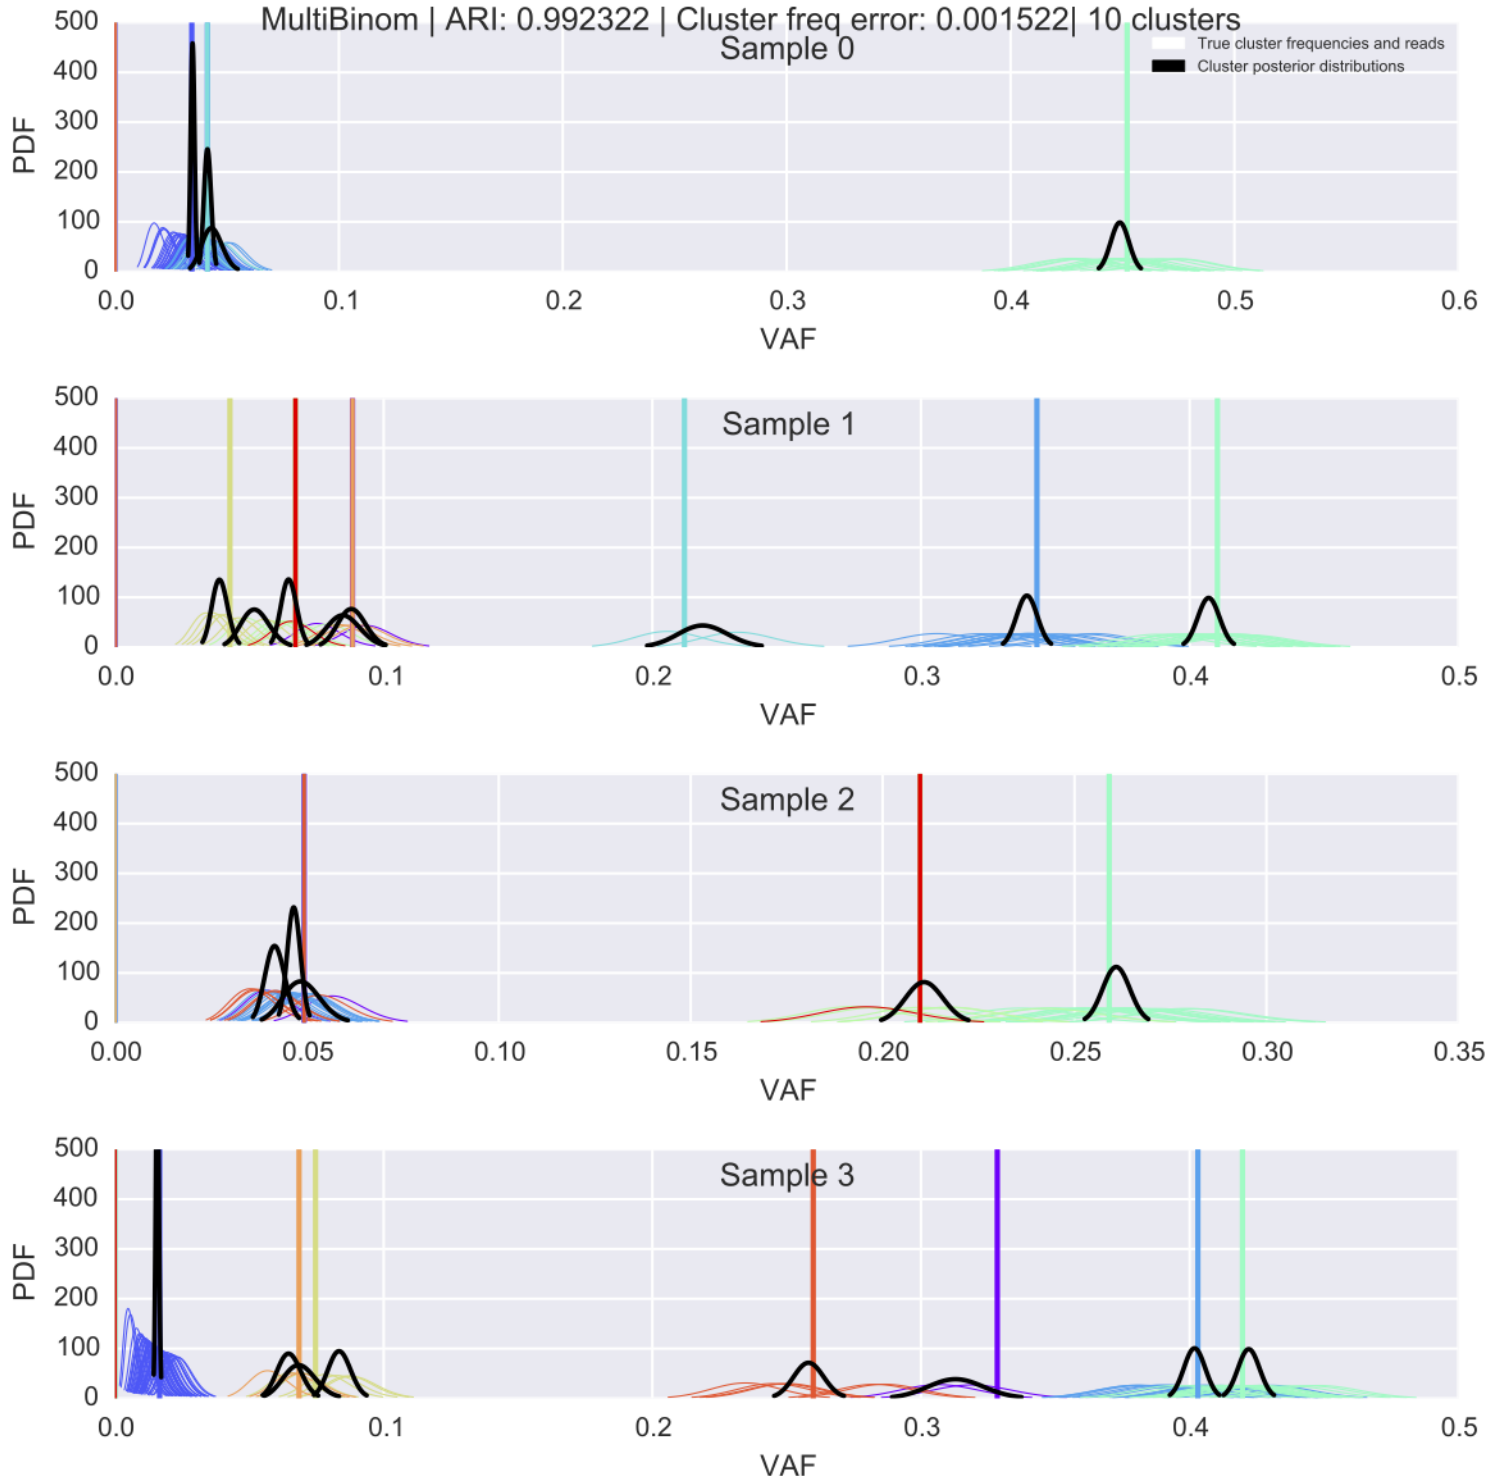 MultiBinom | ARI: 0.992322 | Cluster freq error: 0.001522| 10 clusters
Sample 0
True cluster frequencies and reads
Cluster posterior distributions
500
400
300
200
100
0
PDF
0.0 0.1 0.2 0.3 0.4 0.5 0.6
VAF
Sample 1
500
400
300
200
100
0
PDF
0.0 0.1 0.2 0.3 0.4 0.5
VAF
Sample 2
500
400
300
200
100
0
PDF
0.00 0.05 0.10 0.15 0.20 0.25 0.30 0.35
VAF
Sample 3
500
400
300
200
100
0
PDF
0.0 0.1 0.2 0.3 0.4 0.5
VAF